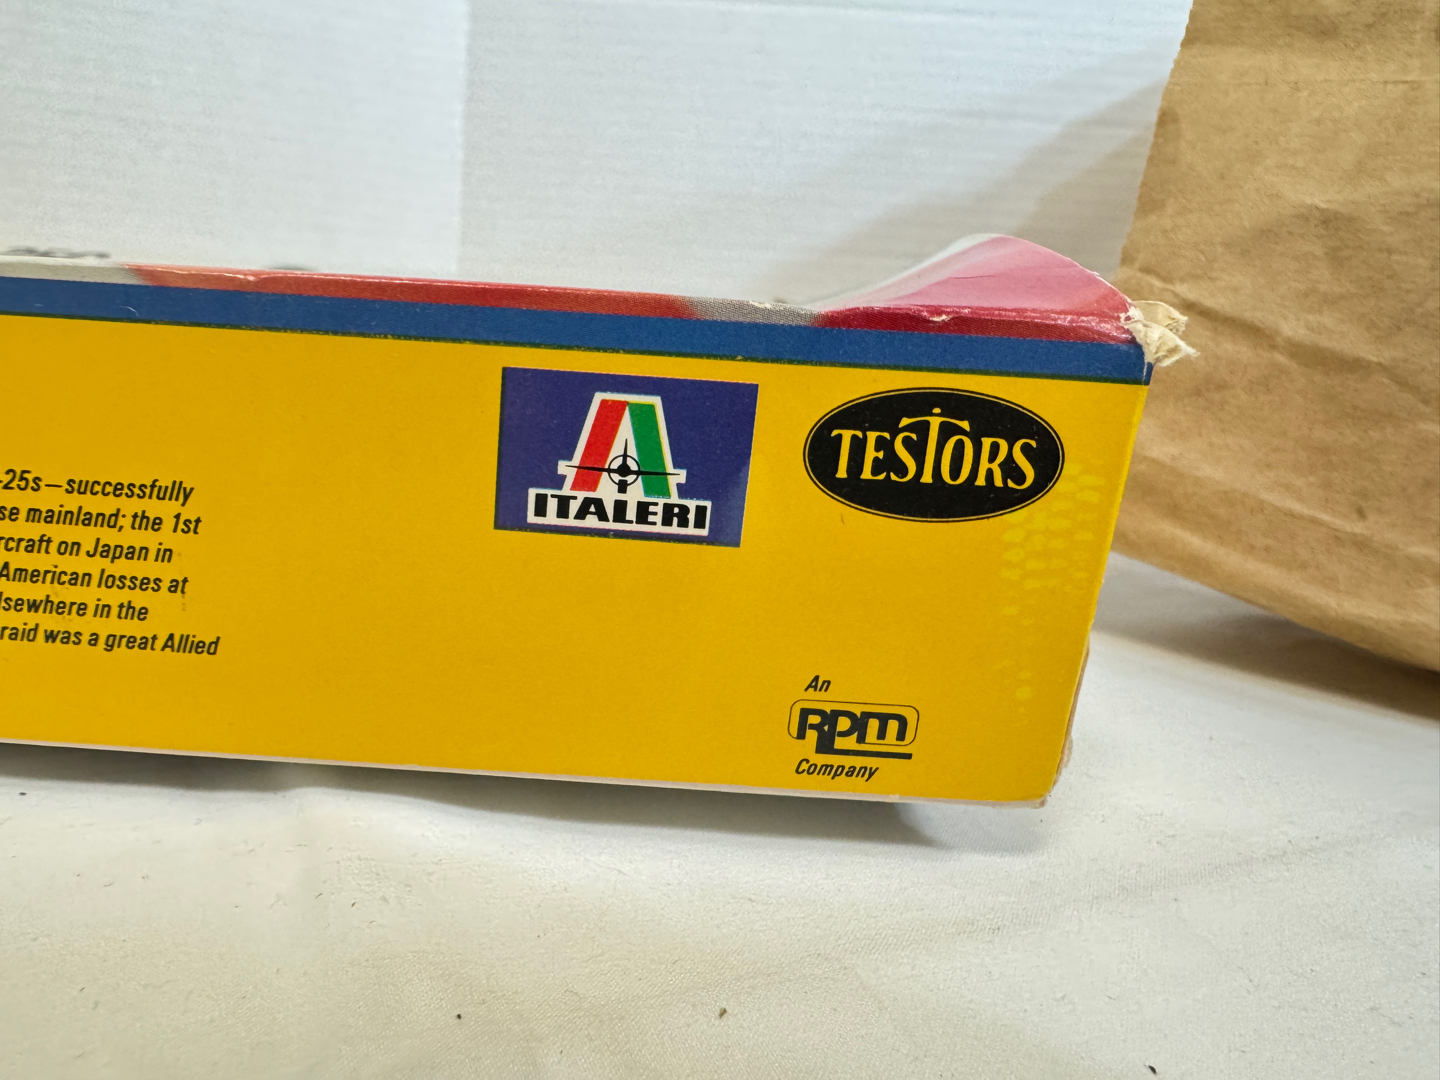 -25s—successfully
se mainland; the 1st
rcraft on Japan in
American losses at
lsewhere in the
raid was a great Allied
ITALERI
TESTORS
An
RPM
Company